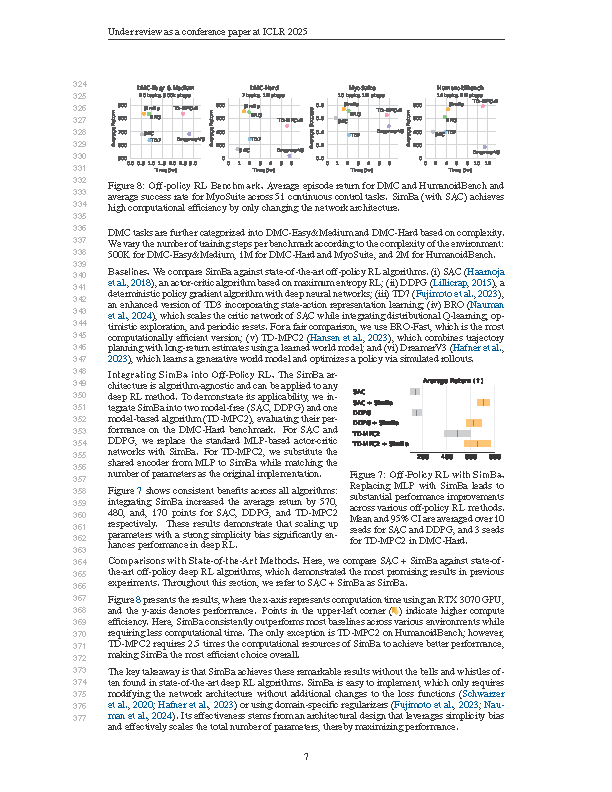 Under review as a conference paper at ICLR 2025
324
325
326
327
328
329
330
331
332
333
334
335
336
337
338
339
340
341
342
343
344
345
346
347
348
349
350
351
352
353
354
355
356
357
358
359
360
361
362
363
364
365
366
367
368
369
370
371
372
373
374
375
376
377
DMC-Easy & Medium
DMC-Hard
MyoSuite
HumanoidBench
Average Return
Time (hr)
Figure 8: Off-policy RL Benchmark. Average episode return for DMC and HumanoidBench and
average success rate for MyoSuite across 51 continuous control tasks. SimBa (with SAC) achieves
high computational efficiency by only changing the network architecture.
DMC tasks are further categorized into DMC-Easy&Medium and DMC-Hard based on complexity.
We vary the number of training steps per benchmark according to the complexity of the environment:
500K for DMC-Easy&Medium, 1M for DMC-Hard and MyoSuite, and 2M for HumanoidBench.
Baselines. We compare SimBa against state-of-the-art off-policy RL algorithms. (i) SAC (Haarnoja
et al., 2018), an actor-critic algorithm based on maximum entropy RL; (ii) DDPG (Lillicrap, 2015), a
deterministic policy gradient algorithm with deep neural networks; (iii) TD7 (Fujimoto et al., 2023),
an enhanced version of TD3 incorporating state-action representation learning; (iv) BRO (Nauman
et al., 2024), which scales the critic network of SAC while integrating distributional Q-learning, op-
timistic exploration, and periodic resets. For a fair comparison, we use BRO-Fast, which is the most
computationally efficient version; (v) TD-MPC2 (Hansen et al., 2023), which combines trajectory
planning with long-return estimates using a learned world model; and (vi) DreamerV3 (Hafner et al.,
2023), which learns a generative world model and optimizes a policy via simulated rollouts.
Integrating SimBa into Off-Policy RL. The SimBa ar-
chitecture is algorithm-agnostic and can be applied to any
deep RL method. To demonstrate its applicability, we in-
tegrate SimBa into two model-free (SAC, DDPG) and one
model-based algorithm (TD-MPC2), evaluating their per-
formance on the DMC-Hard benchmark. For SAC and
DDPG, we replace the standard MLP-based actor-critic
networks with SimBa. For TD-MPC2, we substitute the
shared encoder from MLP to SimBa while matching the
number of parameters as the original implementation.
Figure 7 shows consistent benefits across all algorithms:
integrating SimBa increased the average return by 570,
480, and, 170 points for SAC, DDPG, and TD-MPC2
respectively. These results demonstrate that scaling up
parameters with a strong simplicity bias significantly en-
hances performance in deep RL.
Average Return (↑)
SAC
SAC + SimBa
DDPG
DDPG + SimBa
TD-MPC2
TD-MPC2 + SimBa
Figure 7: Off-Policy RL with SimBa.
Replacing MLP with SimBa leads to
substantial performance improvements
across various off-policy RL methods.
Mean and 95% CI are averaged over 10
seeds for SAC and DDPG, and 3 seeds
for TD-MPC2 in DMC-Hard.
Comparisons with State-of-the-Art Methods. Here, we compare SAC + SimBa against state-of-
the-art off-policy deep RL algorithms, which demonstrated the most promising results in previous
experiments. Throughout this section, we refer to SAC + SimBa as SimBa.
Figure 8 presents the results, where the x-axis represents computation time using an RTX 3070 GPU,
and the y-axis denotes performance. Points in the upper-left corner ( ) indicate higher compute
efficiency. Here, SimBa consistently outperforms most baselines across various environments while
requiring less computational time. The only exception is TD-MPC2 on HumanoidBench; however,
TD-MPC2 requires 2.5 times the computational resources of SimBa to achieve better performance,
making SimBa the most efficient choice overall.
The key takeaway is that SimBa achieves these remarkable results without the bells and whistles of-
ten found in state-of-the-art deep RL algorithms. SimBa is easy to implement, which only requires
modifying the network architecture without additional changes to the loss functions (Schwarzer
et al., 2020; Hafner et al., 2023) or using domain-specific regularizers (Fujimoto et al., 2023; Nau-
man et al., 2024). Its effectiveness stems from an architectural design that leverages simplicity bias
and effectively scales the total number of parameters, thereby maximizing performance.
7